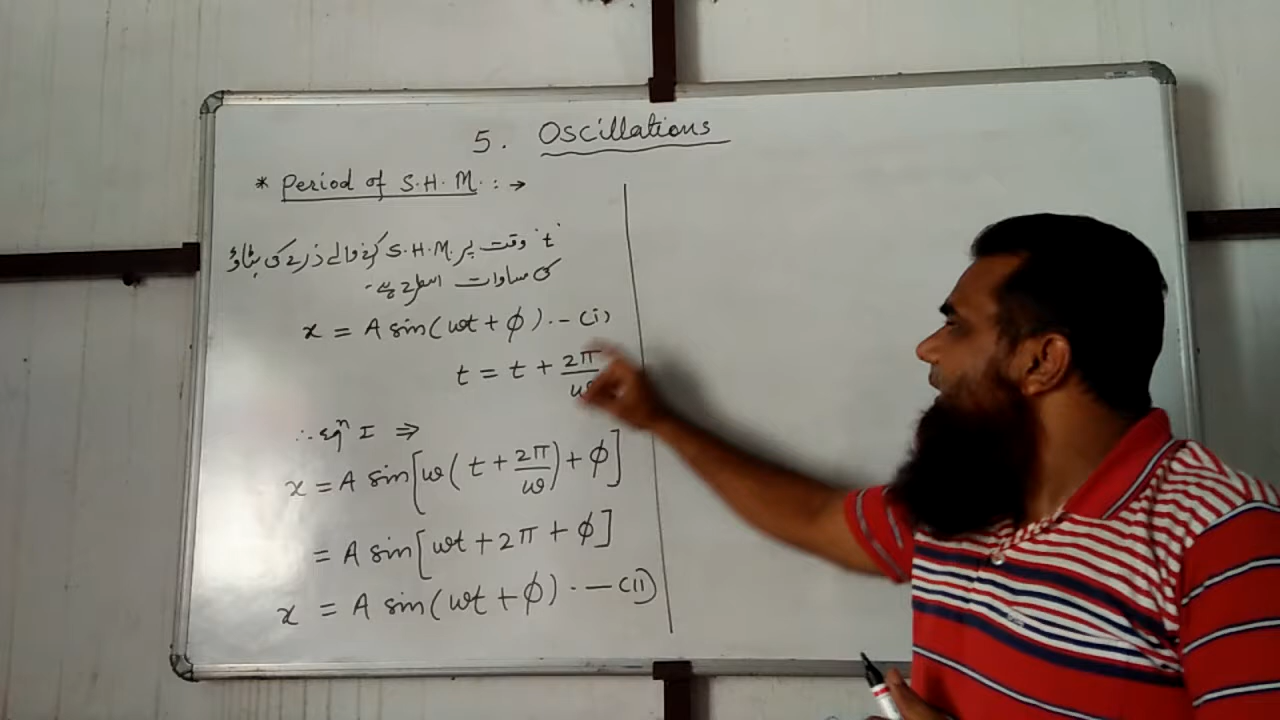 5. Oscillations
* Period of S.H.M. : →
't' وقت پر S.H.M. کرنے والے ذرے کی ہٹاؤ
کی مساوات اسطرح ہے۔
x = A sin(ωt + ϕ). — (i)
t = t + 2π/ω
∴ eqⁿ I ⇒
x = A sin[ω(t + 2π/ω) + ϕ]
= A sin[ωt + 2π + ϕ]
x = A sin(ωt + ϕ). — (ii)